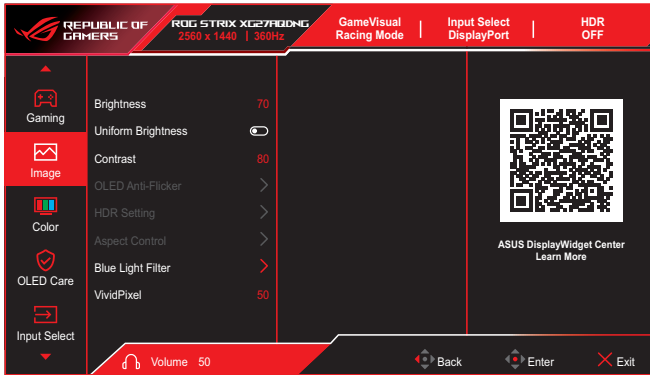 REPUBLIC OF
GAMERS
ROG STRIX XG27AQDNG
2560 x 1440 | 360Hz
GameVisual
Racing Mode
Input Select
DisplayPort
HDR
OFF
Gaming
Image
Color
OLED Care
Input Select
Brightness 70
Uniform Brightness
Contrast 80
OLED Anti-Flicker
HDR Setting
Aspect Control
Blue Light Filter
VividPixel 50
ASUS DisplayWidget Center
Learn More
Volume 50
Back
Enter
Exit